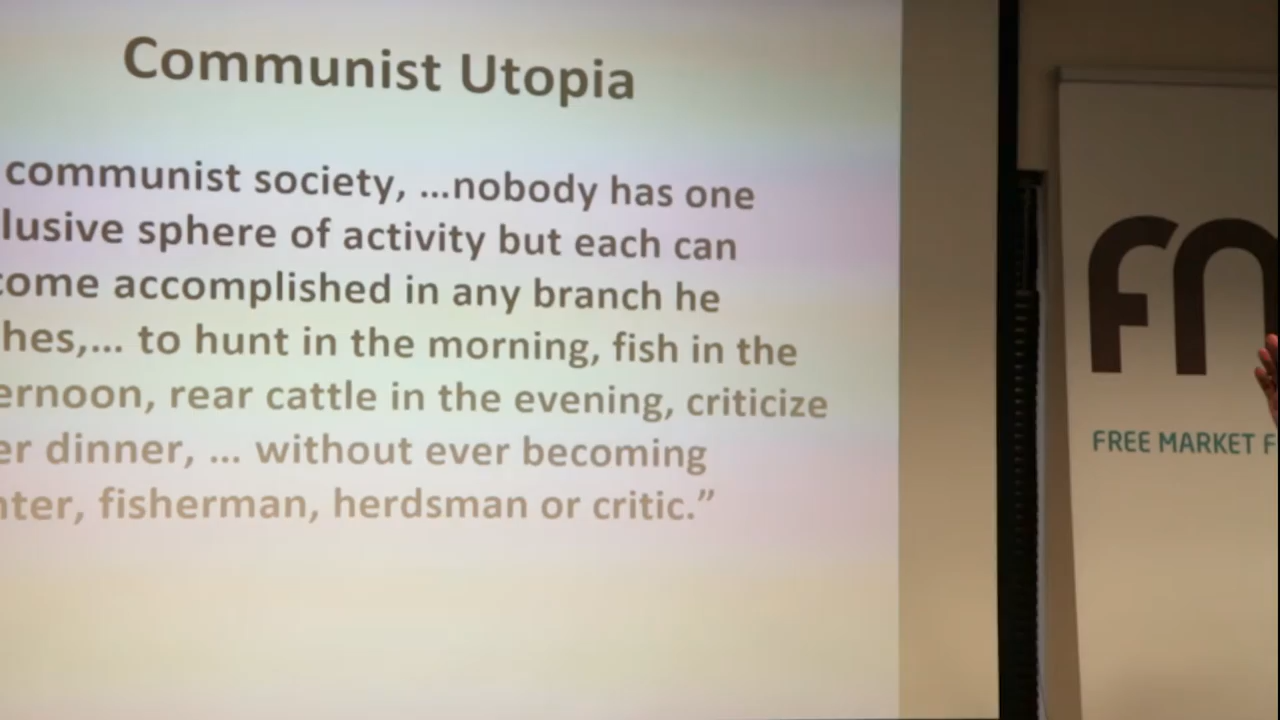 Communist Utopia
communist society, ...nobody has one
lusive sphere of activity but each can
come accomplished in any branch he
hes,... to hunt in the morning, fish in the
ernoon, rear cattle in the evening, criticize
er dinner, ... without ever becoming
nter, fisherman, herdsman or critic.”
fm
FREE MARKET F